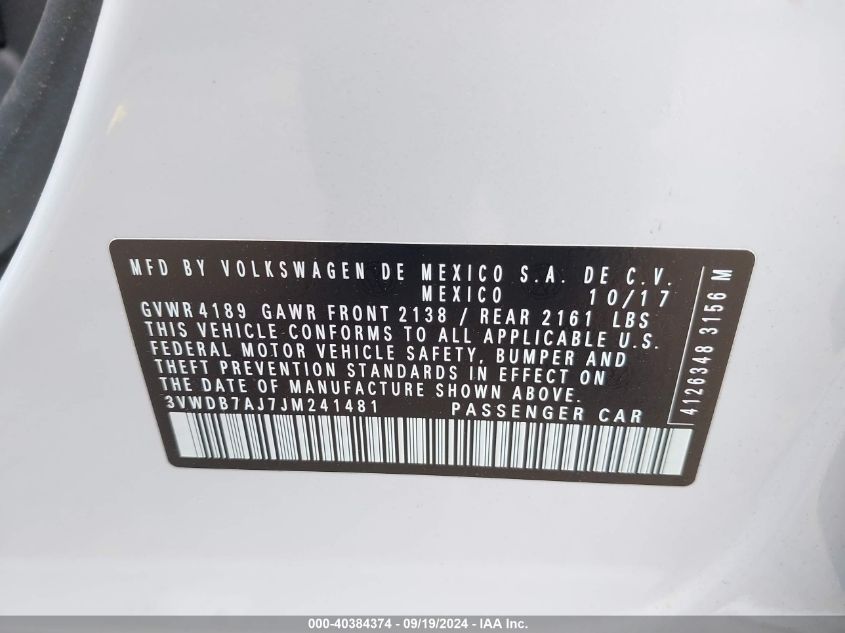 MFD BY VOLKSWAGEN DE MEXICO S.A. DE C.V.
MEXICO 10/17
GVWR 4189 GAWR FRONT 2138 / REAR 2161 LBS
THIS VEHICLE CONFORMS TO ALL APPLICABLE U.S.
FEDERAL MOTOR VEHICLE SAFETY, BUMPER AND
THEFT PREVENTION STANDARDS IN EFFECT ON
THE DATE OF MANUFACTURE SHOWN ABOVE.
3VWDB7AJ7JM241481 PASSENGER CAR
4126348 3156 M
000-40384374 - 09/19/2024 - IAA Inc.